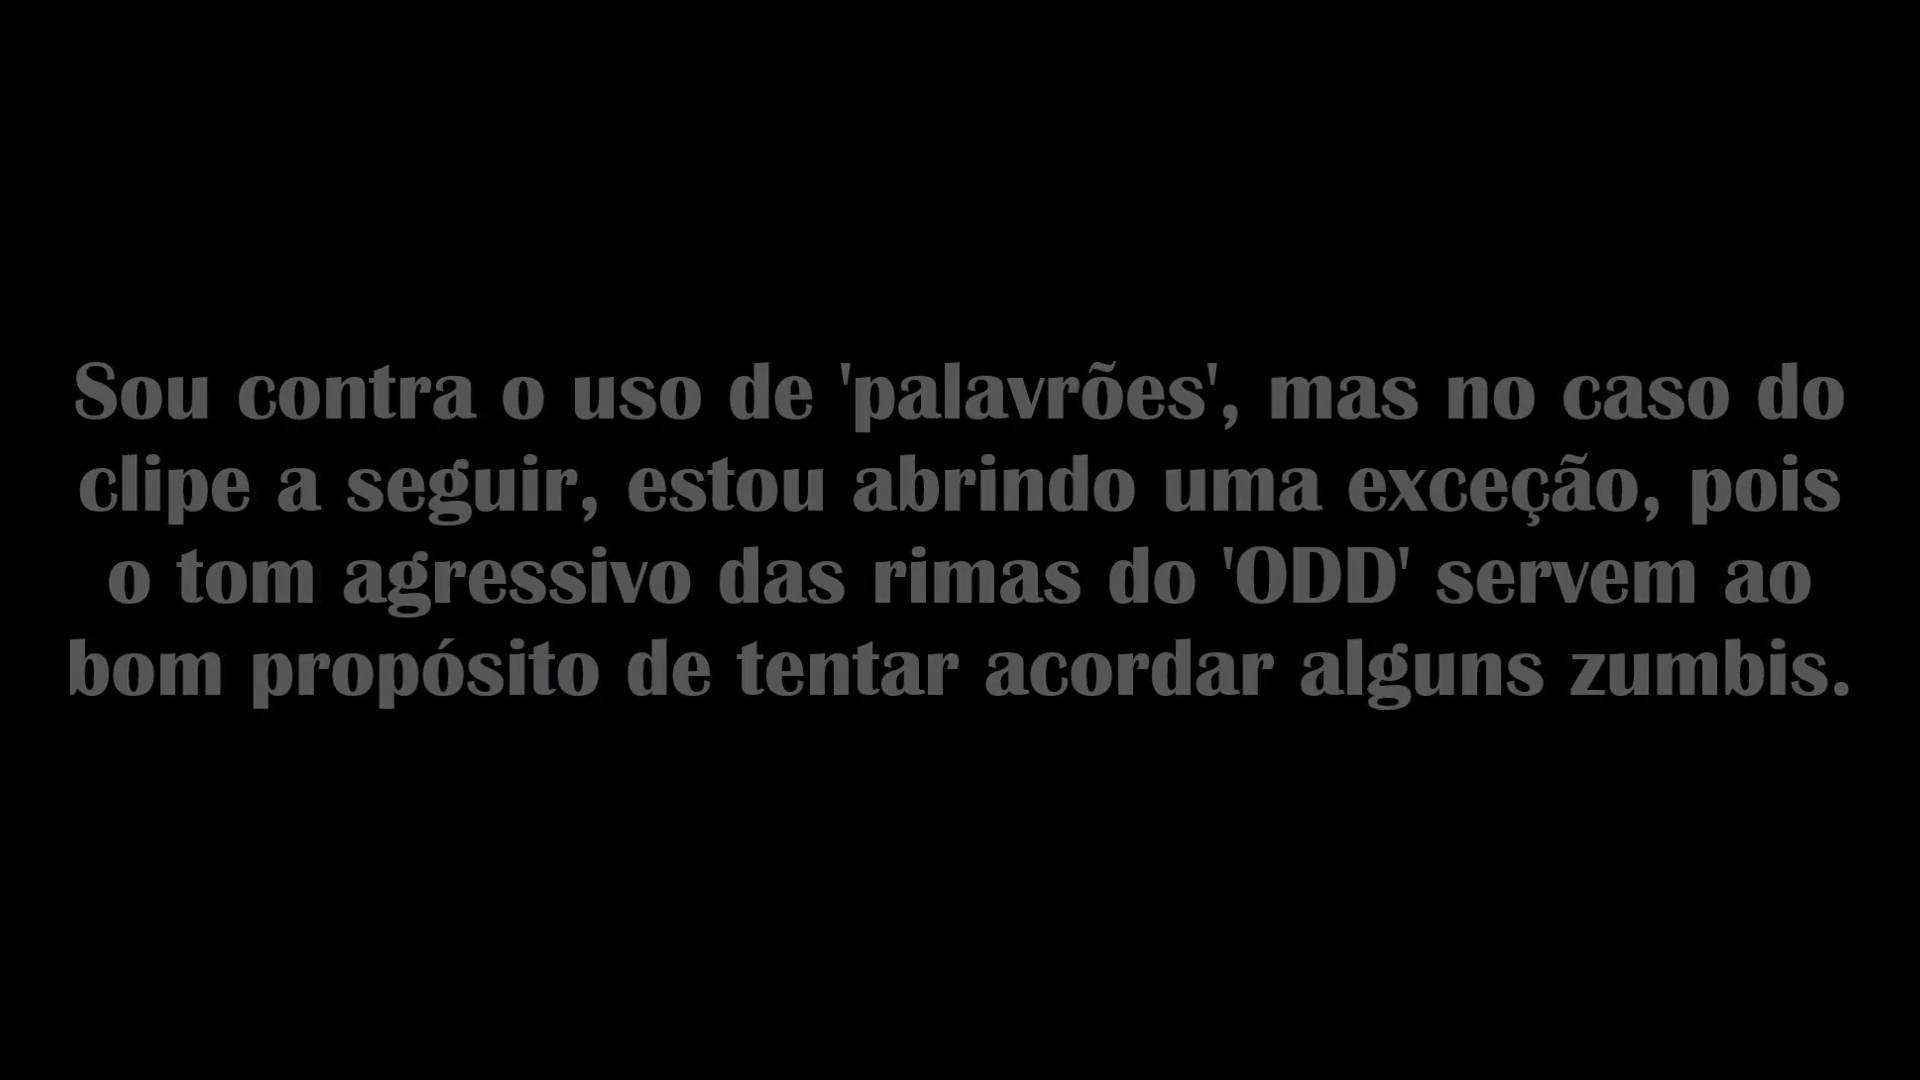 Sou contra o uso de 'palavrões', mas no caso do
clipe a seguir, estou abrindo uma exceção, pois
o tom agressivo das rimas do 'ODD' servem ao
bom propósito de tentar acordar alguns zumbis.